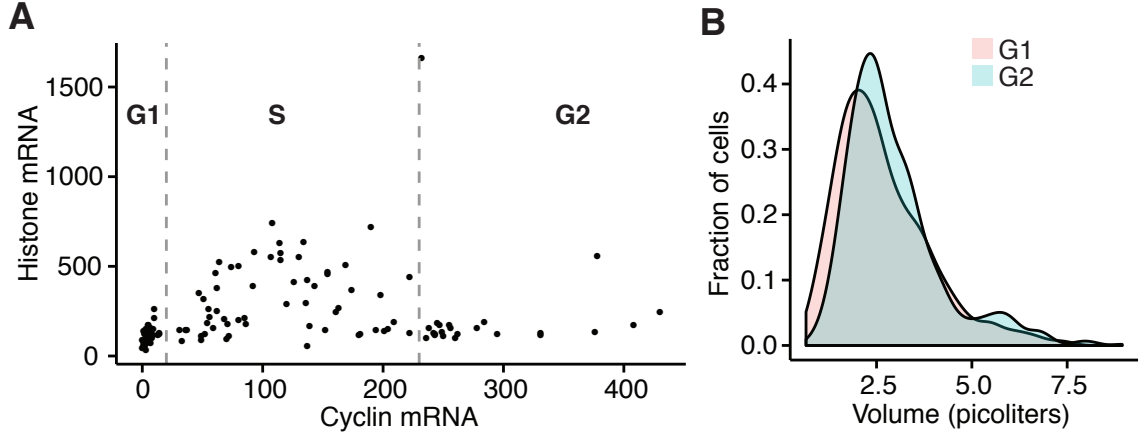 A
Histone mRNA
1500
1000
500
0
G1
S
G2
0
100
200
300
400
Cyclin mRNA
B
G1
G2
Fraction of cells
0.4
0.3
0.2
0.1
0.0
2.5
5.0
7.5
Volume (picoliters)